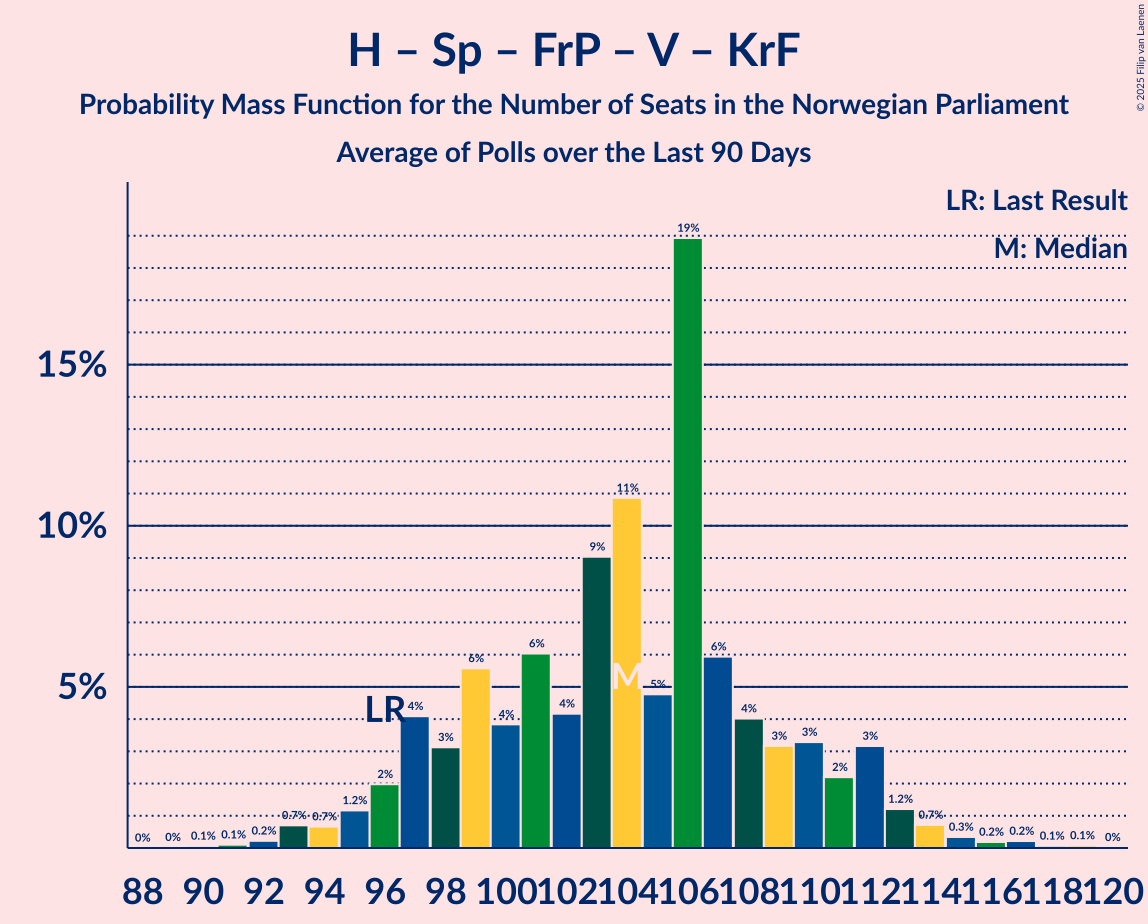 H – Sp – FrP – V – KrF
Probability Mass Function for the Number of Seats in the Norwegian Parliament
Average of Polls over the Last 90 Days
© 2025 Filip van Laenen
LR: Last Result
M: Median
15%
10%
5%
0% 0% 0.1% 0.1% 0.2% 0.7% 0.7% 1.2% 2% 4% 3% 6% 4% 6% 4% 9% 11% 5% 19% 6% 4% 3% 3% 2% 3% 1.2% 0.7% 0.3% 0.2% 0.2% 0.1% 0.1% 0%
LR
M
88 90 92 94 96 98 100 102 104 106 108 110 112 114 116 118 120